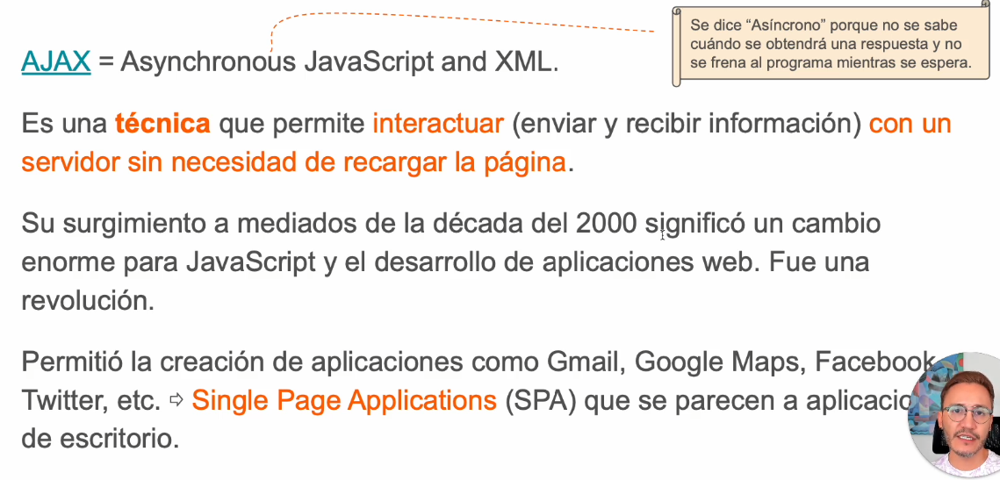 Se dice “Asíncrono” porque no se sabe
cuándo se obtendrá una respuesta y no
se frena al programa mientras se espera.
AJAX = Asynchronous JavaScript and XML.
Es una técnica que permite interactuar (enviar y recibir información) con un
servidor sin necesidad de recargar la página.
Su surgimiento a mediados de la década del 2000 significó un cambio
enorme para JavaScript y el desarrollo de aplicaciones web. Fue una
revolución.
Permitió la creación de aplicaciones como Gmail, Google Maps, Facebook
Twitter, etc. ⇨ Single Page Applications (SPA) que se parecen a
de escritorio.